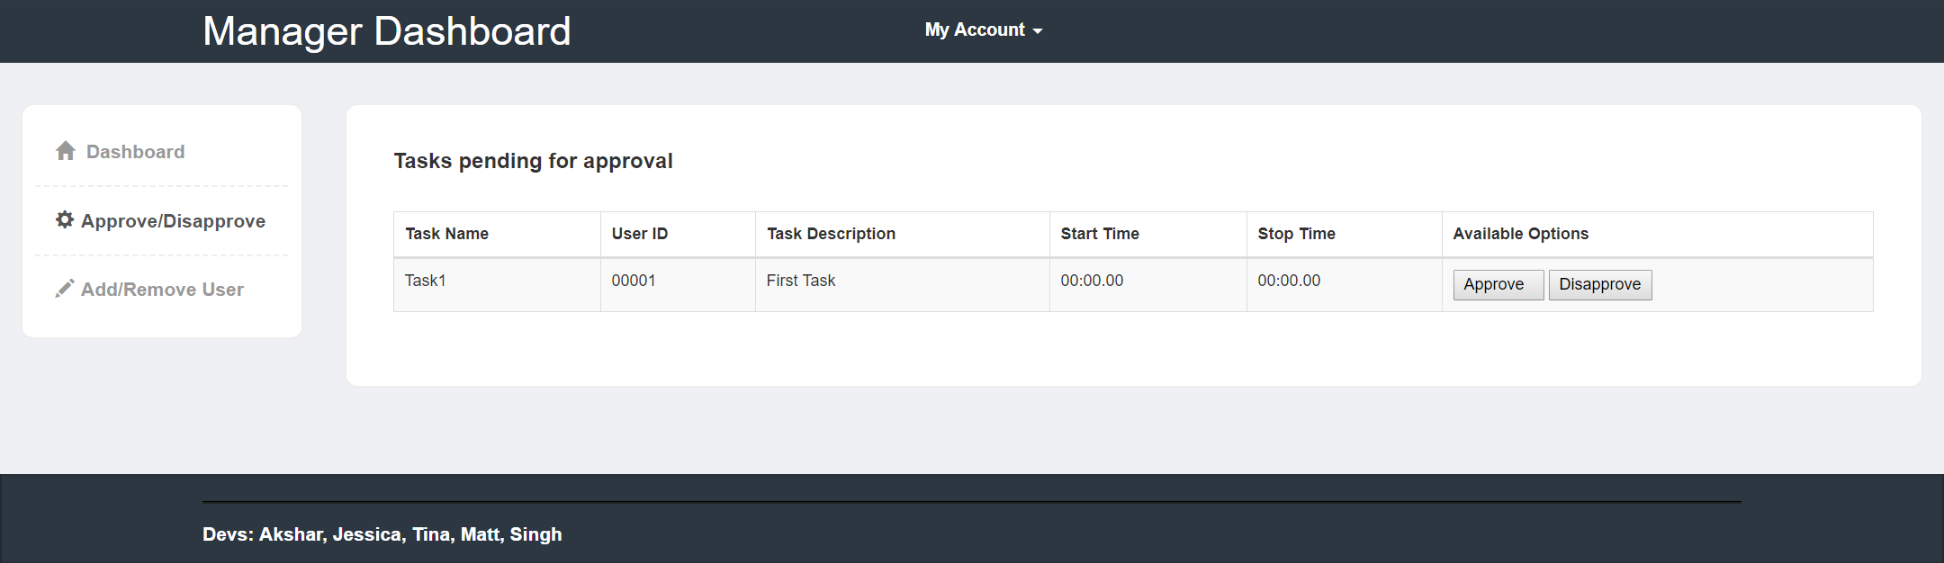 Manager Dashboard
My Account
Dashboard
Approve/Disapprove
Add/Remove User
Tasks pending for approval
Task Name User ID Task Description Start Time Stop Time Available Options
Task1 00001 First Task 00:00.00 00:00.00 Approve Disapprove
Devs: Akshar, Jessica, Tina, Matt, Singh